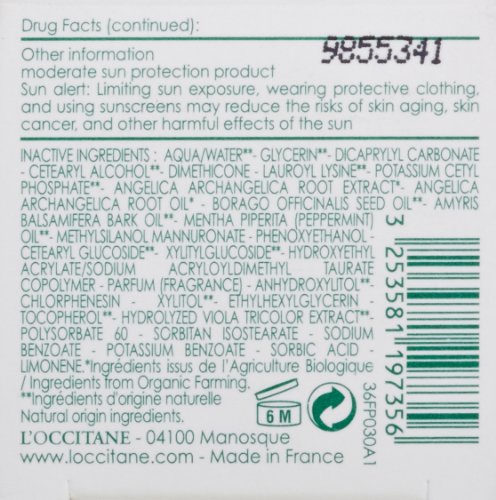 Drug Facts (continued):
9855341
Other information
moderate sun protection product
Sun alert: Limiting sun exposure, wearing protective clothing,
and using sunscreens may reduce the risks of skin aging, skin
cancer, and other harmful effects of the sun
INACTIVE INGREDIENTS : AQUA/WATER**- GLYCERIN**- DICAPRYLYL CARBONATE
- CETEARYL ALCOHOL**- DIMETHICONE - LAUROYL LYSINE**- POTASSIUM CETYL
PHOSPHATE**- ANGELICA ARCHANGELICA ROOT EXTRACT*- ANGELICA
ARCHANGELICA ROOT OIL* - BORAGO OFFICINALIS SEED OIL**- AMYRIS
BALSAMIFERA BARK OIL**- MENTHA PIPERITA (PEPPERMINT)
OIL**- METHYLSILANOL MANNURONATE - PHENOXYETHANOL -
CETEARYL GLUCOSIDE**- XYLITYLGLUCOSIDE**- HYDROXYETHYL
ACRYLATE/SODIUM ACRYLOYLDIMETHYL TAURATE
COPOLYMER - PARFUM (FRAGRANCE) - ANHYDROXYLITOL**-
CHLORPHENESIN - XYLITOL**- ETHYLHEXYLGLYCERIN -
TOCOPHEROL**- HYDROLYZED VIOLA TRICOLOR EXTRACT**-
POLYSORBATE 60 - SORBITAN ISOSTEARATE - SODIUM
BENZOATE - POTASSIUM BENZOATE - SORBIC ACID -
LIMONENE.*Ingrédients issus de l'Agriculture Biologique
/ Ingredients from Organic Farming.
**Ingrédients d'origine naturelle
Natural origin ingredients.
6 M
L'OCCITANE - 04100 Manosque
www.loccitane.com - Made in France
3 253581 197356
36FP030A1